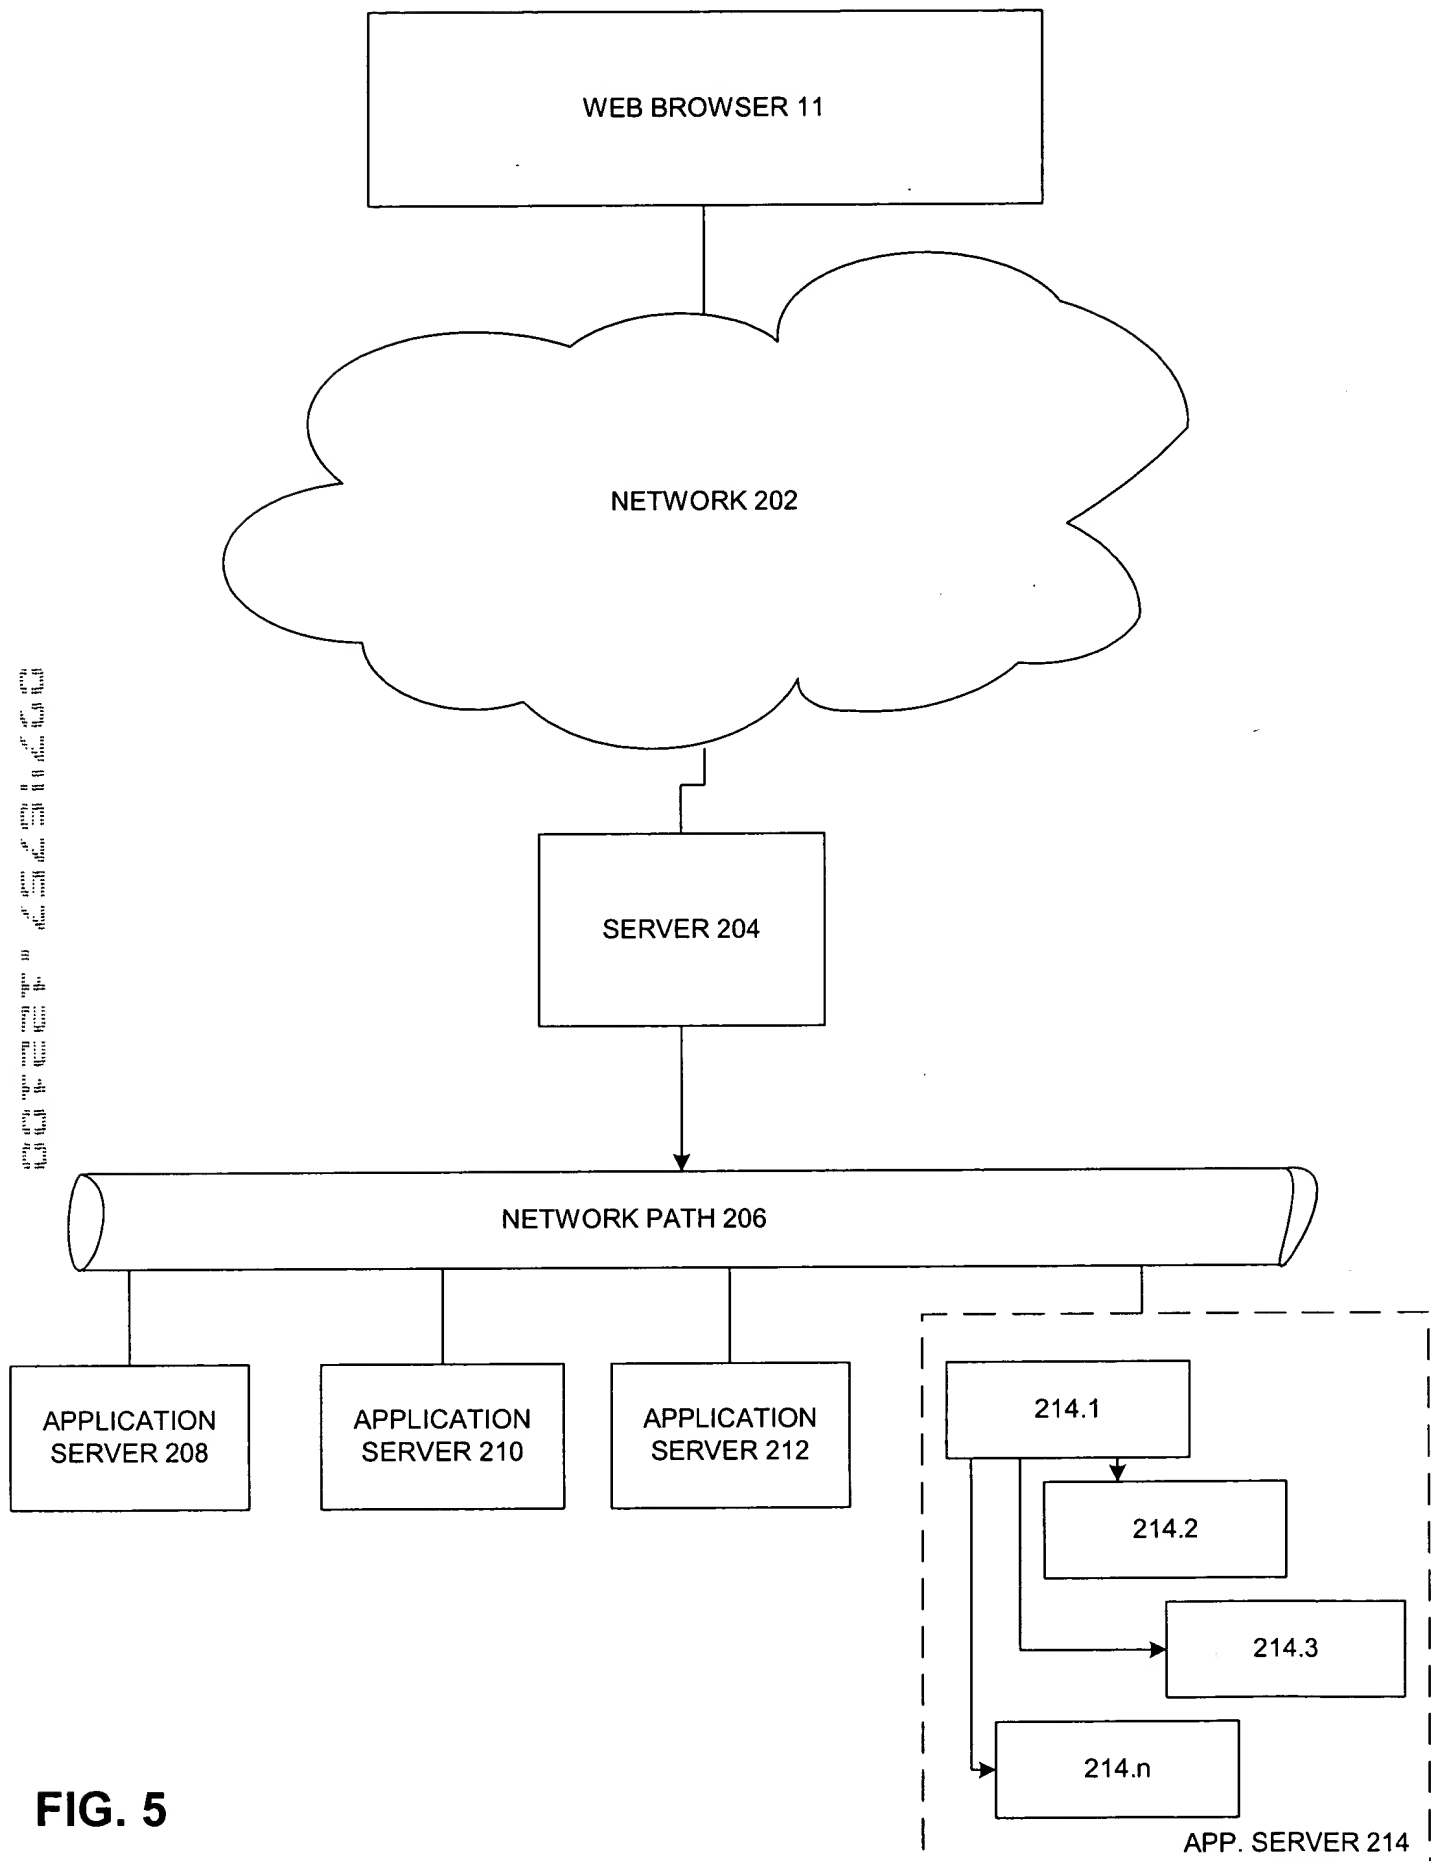 WEB BROWSER 11
NETWORK 202
SERVER 204
NETWORK PATH 206
APPLICATION
SERVER 208
APPLICATION
SERVER 210
APPLICATION
SERVER 212
214.1
214.2
214.3
214.n
APP. SERVER 214
FIG. 5